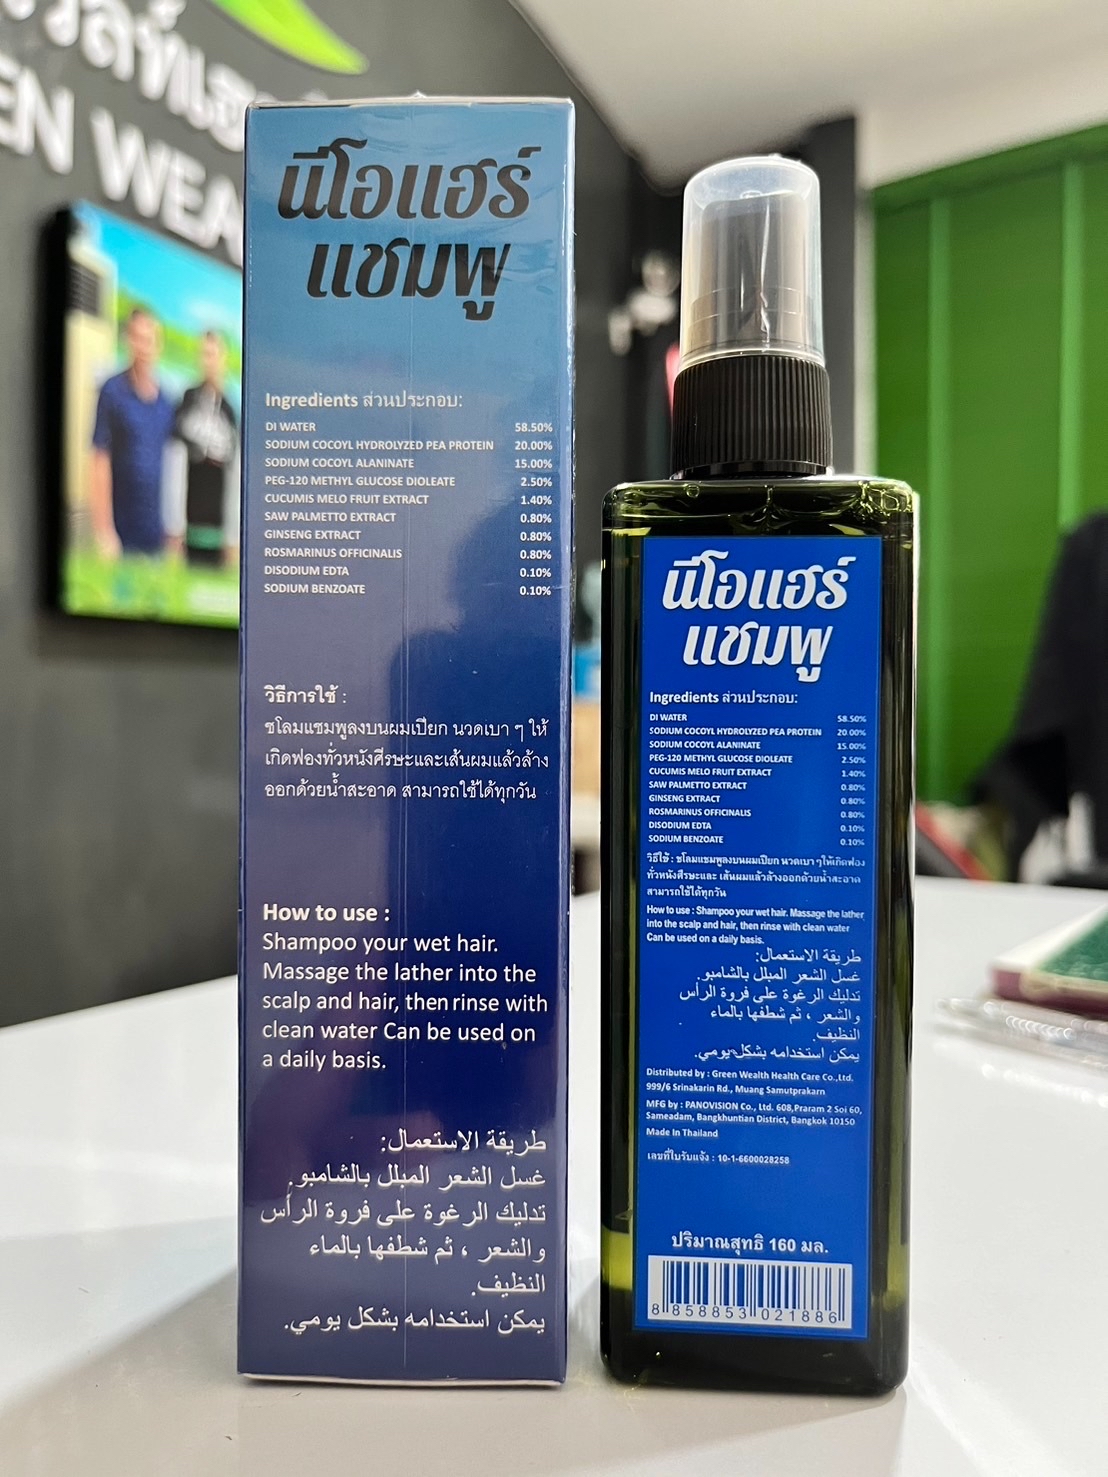 EN WEA
นีโอแฮร์
แชมพู
Ingredients ส่วนประกอบ:
DI WATER 58.50%
SODIUM COCOYL HYDROLYZED PEA PROTEIN 20.00%
SODIUM COCOYL ALANINATE 15.00%
PEG-120 METHYL GLUCOSE DIOLEATE 2.50%
CUCUMIS MELO FRUIT EXTRACT 1.40%
SAW PALMETTO EXTRACT 0.80%
GINSENG EXTRACT 0.80%
ROSMARINUS OFFICINALIS 0.80%
DISODIUM EDTA 0.10%
SODIUM BENZOATE 0.10%
วิธีการใช้ :
ชโลมแชมพูลงบนผมเปียก นวดเบา ๆ ให้
เกิดฟองทั่วหนังศีรษะและเส้นผมแล้วล้าง
ออกด้วยน้ำสะอาด สามารถใช้ได้ทุกวัน
How to use :
Shampoo your wet hair.
Massage the lather into the
scalp and hair, then rinse with
clean water Can be used on
a daily basis.
طريقة الاستعمال:
غسل الشعر المبلل بالشامبو.
تدليك الرغوة على فروة الرأس
والشعر ، ثم شطفها بالماء
النظيف.
يمكن استخدامه بشكل يومي.
นีโอแฮร์
แชมพู
Ingredients ส่วนประกอบ:
DI WATER 58.50%
SODIUM COCOYL HYDROLYZED PEA PROTEIN 20.00%
SODIUM COCOYL ALANINATE 15.00%
PEG-120 METHYL GLUCOSE DIOLEATE 2.50%
CUCUMIS MELO FRUIT EXTRACT 1.40%
SAW PALMETTO EXTRACT 0.80%
GINSENG EXTRACT 0.80%
ROSMARINUS OFFICINALIS 0.80%
DISODIUM EDTA 0.10%
SODIUM BENZOATE 0.10%
วิธีใช้ : ชโลมแชมพูลงบนผมเปียก นวดเบา ๆให้เกิดฟอง
ทั่วหนังศีรษะและ เส้นผมแล้วล้างออกด้วยน้ำสะอาด
สามารถใช้ได้ทุกวัน
How to use : Shampoo your wet hair. Massage the lather
into the scalp and hair, then rinse with clean water
Can be used on a daily basis.
طريقة الاستعمال:
غسل الشعر المبلل بالشامبو.
تدليك الرغوة على فروة الرأس
والشعر ، ثم شطفها بالماء
النظيف.
يمكن استخدامه بشكل يومي.
Distributed by : Green Wealth Health Care Co.,Ltd.
999/6 Srinakarin Rd., Muang Samutprakarn
MFG by : PANOVISION Co., Ltd. 608,Praram 2 Soi 60,
Sameadam, Bangkhuntian District, Bangkok 10150
Made In Thailand
เลขที่ใบรับแจ้ง : 10-1-6600028258
ปริมาณสุทธิ 160 มล.
8 858853 021886